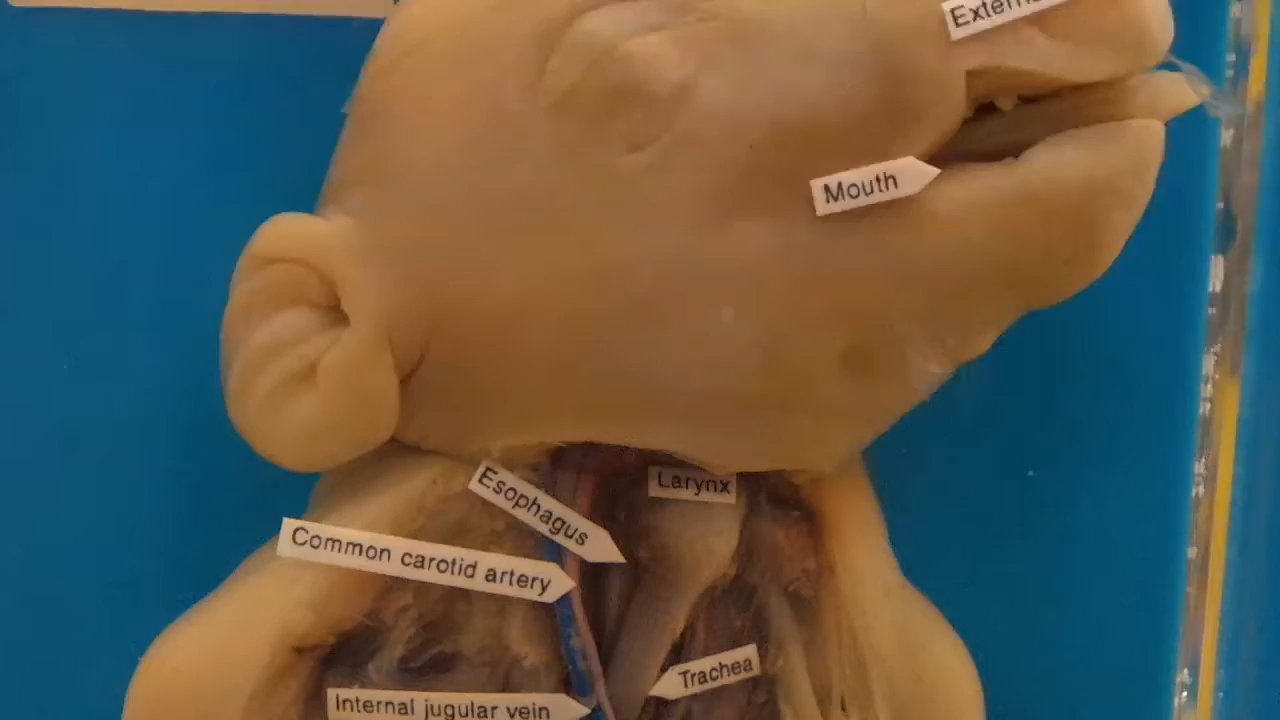 Mouth
Esophagus
Larynx
Common carotid artery
Trachea
Internal jugular vein